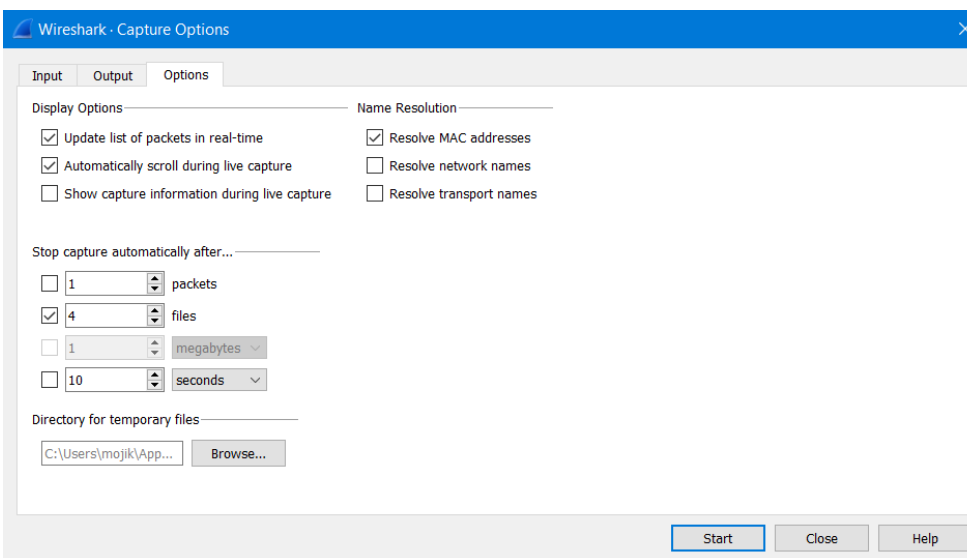 Wireshark · Capture Options
Input Output Options
Display Options
Update list of packets in real-time
Automatically scroll during live capture
Show capture information during live capture
Name Resolution
Resolve MAC addresses
Resolve network names
Resolve transport names
Stop capture automatically after...
1 packets
4 files
1 megabytes
10 seconds
Directory for temporary files
C:\Users\mojik\App... Browse...
Start Close Help